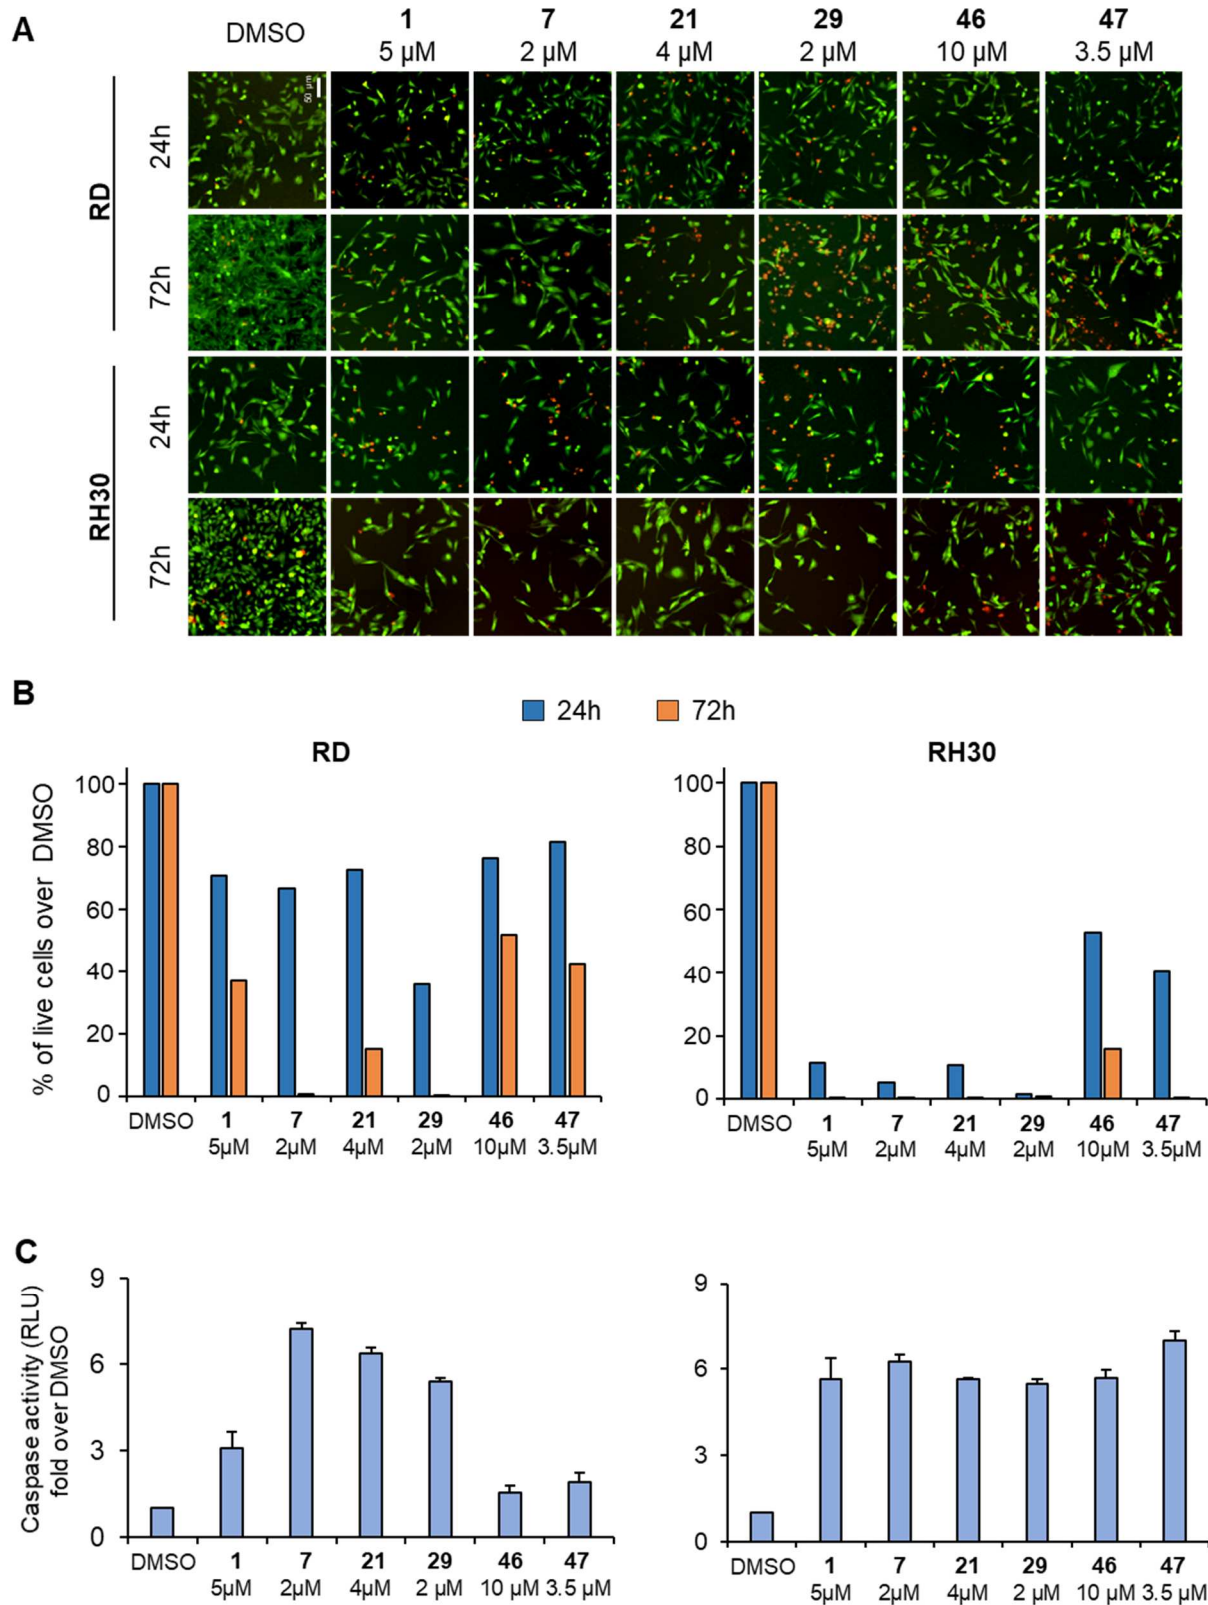 A
DMSO
1 7 21 29 46 47
5 µM 2 µM 4 µM 2 µM 10 µM 3.5 µM
50 µm
RD
24h
72h
RH30
24h
72h
B
24h 72h
RD
RH30
% of live cells over DMSO
100
80
60
40
20
0
DMSO 1 7 21 29 46 47
5µM 2µM 4µM 2µM 10µM 3.5µM
100
80
60
40
20
0
DMSO 1 7 21 29 46 47
5µM 2µM 4µM 2µM 10µM 3.5µM
C
Caspase activity (RLU)
fold over DMSO
9
6
3
0
DMSO 1 7 21 29 46 47
5µM 2µM 4µM 2 µM 10 µM 3.5 µM
9
6
3
0
DMSO 1 7 21 29 46 47
5µM 2µM 4µM 2 µM 10 µM 3.5 µM